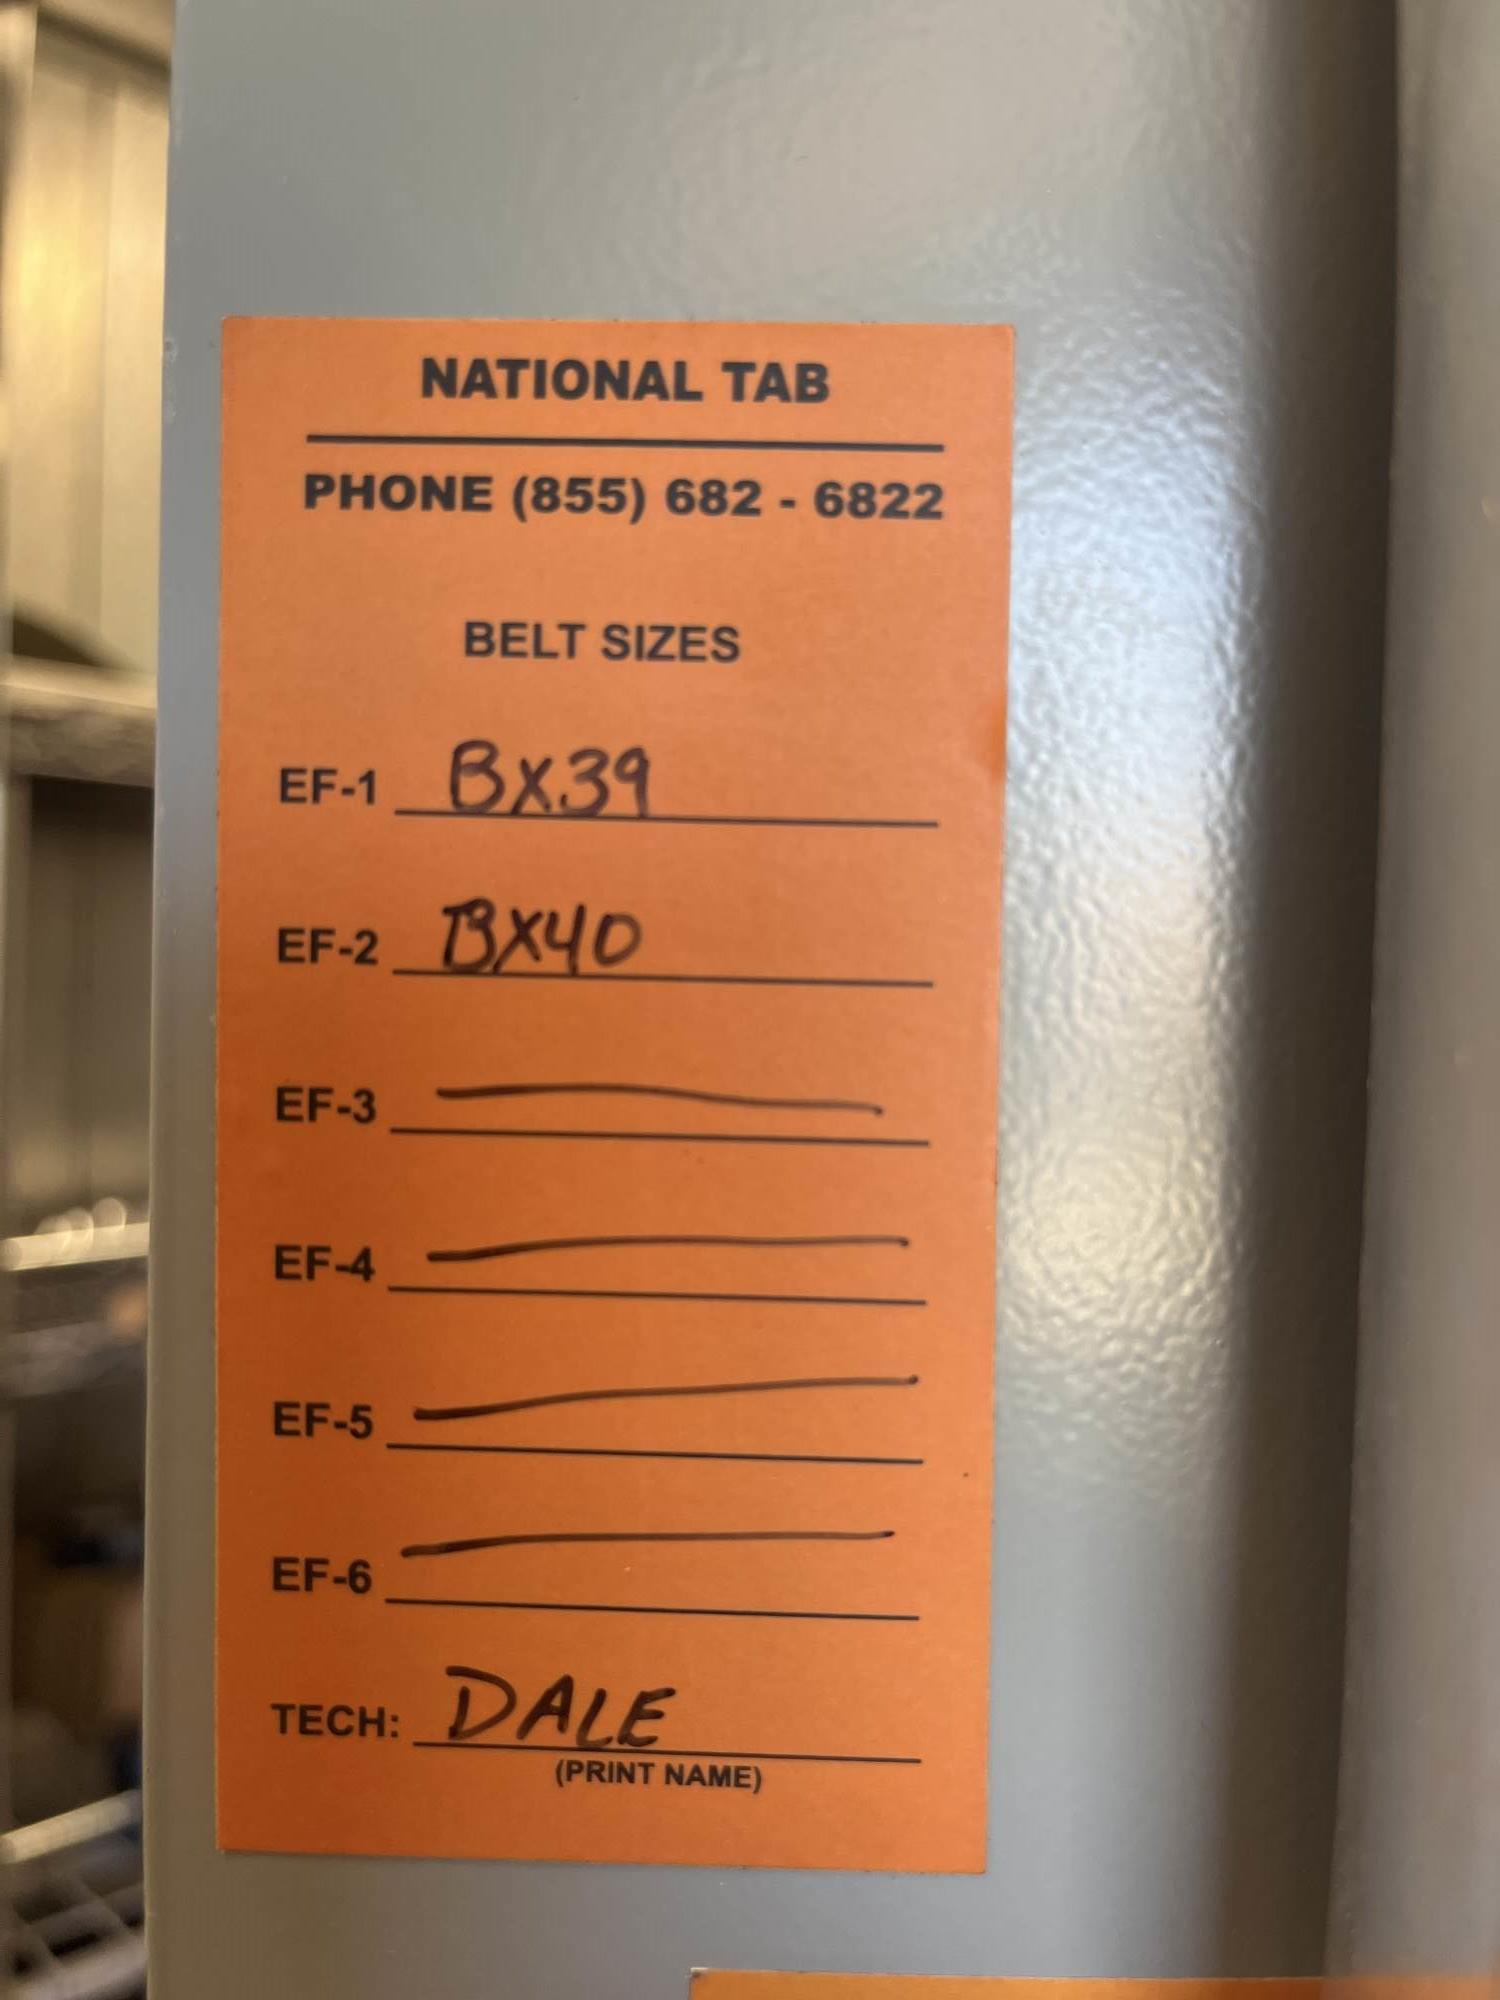 NATIONAL TAB
PHONE (855) 682 - 6822
BELT SIZES
EF-1 BX39
EF-2 BX40
EF-3
EF-4
EF-5
EF-6
TECH: DALE
(PRINT NAME)